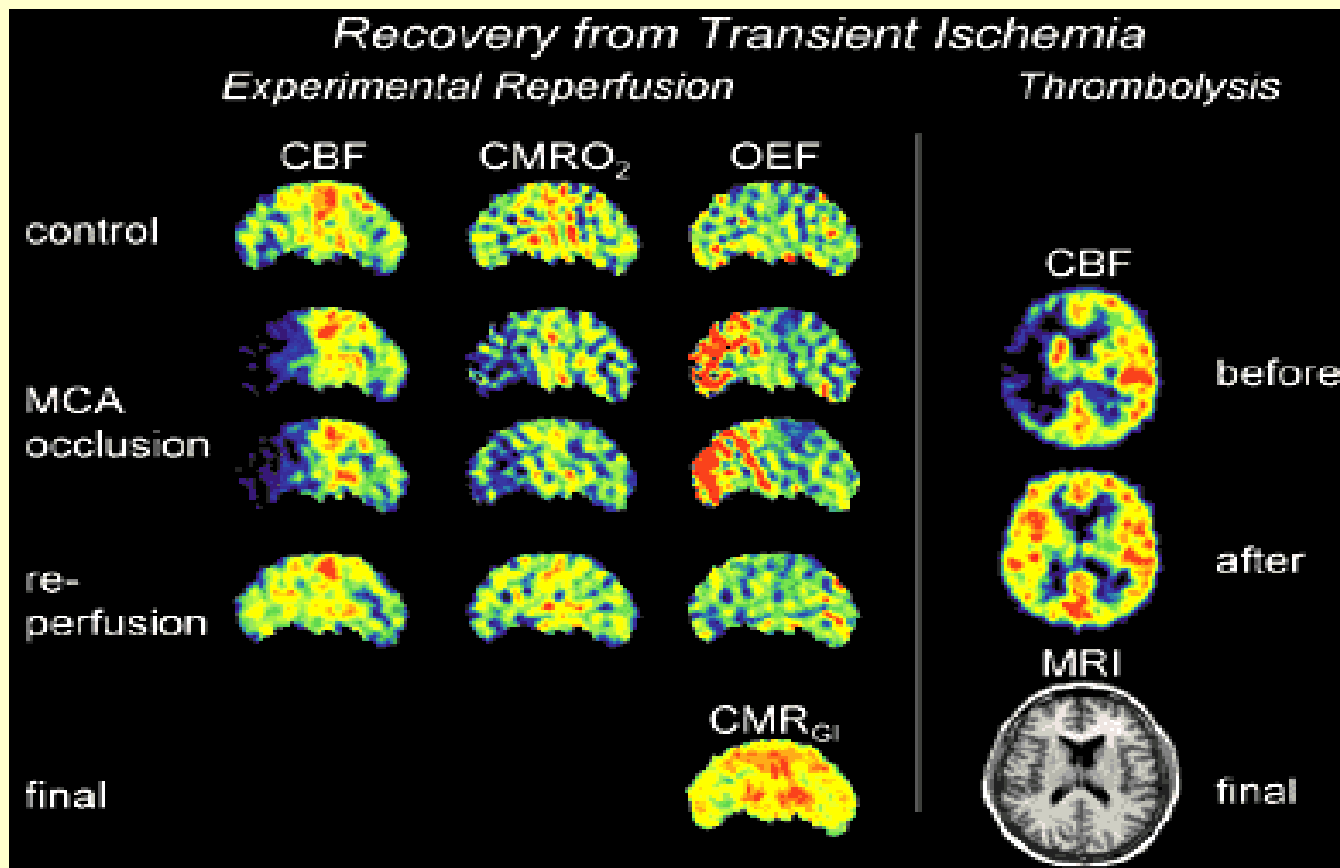 Recovery from Transient Ischemia
Experimental Reperfusion
Thrombolysis
CBF
CMRO₂
OEF
control
MCA
occlusion
re-
perfusion
CMR_Gl
final
CBF
before
after
MRI
final